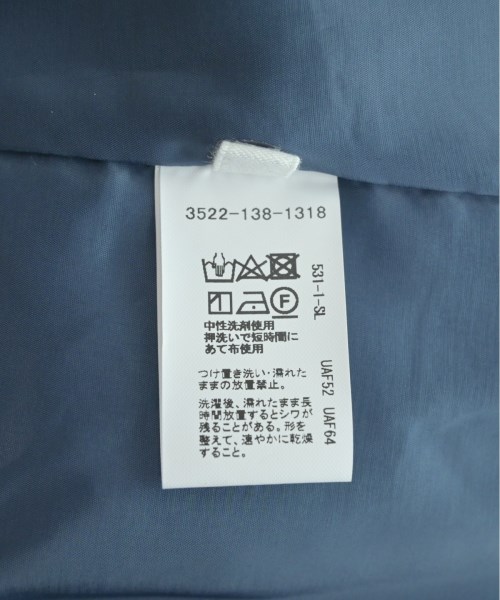 3522-138-1318
中性洗剤使用
押洗いで短時間に
あて布使用
つけ置き洗い・濡れた
ままの放置禁止。
洗濯後、濡れたまま長
時間放置するとシワが
残ることがある。形を
整えて、速やかに乾燥
すること。
531-1-SL
UAF52 UAF64